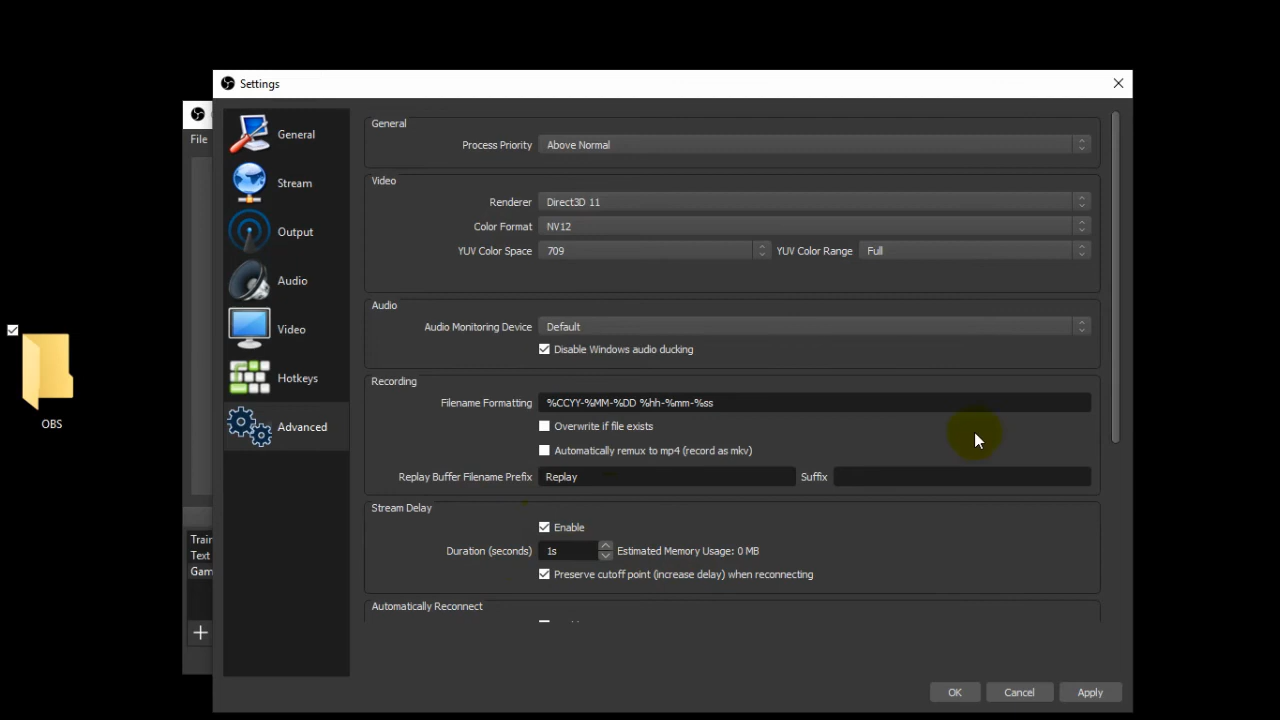 Settings
File
General
Stream
Output
Audio
Video
Hotkeys
Advanced
General
Process Priority Above Normal
Video
Renderer Direct3D 11
Color Format NV12
YUV Color Space 709 YUV Color Range Full
Audio
Audio Monitoring Device Default
Disable Windows audio ducking
Recording
Filename Formatting %CCYY-%MM-%DD %hh-%mm-%ss
Overwrite if file exists
Automatically remux to mp4 (record as mkv)
Replay Buffer Filename Prefix Replay Suffix
Stream Delay
Enable
Duration (seconds) 1s Estimated Memory Usage: 0 MB
Preserve cutoff point (increase delay) when reconnecting
Automatically Reconnect
OK Cancel Apply
OBS
Text